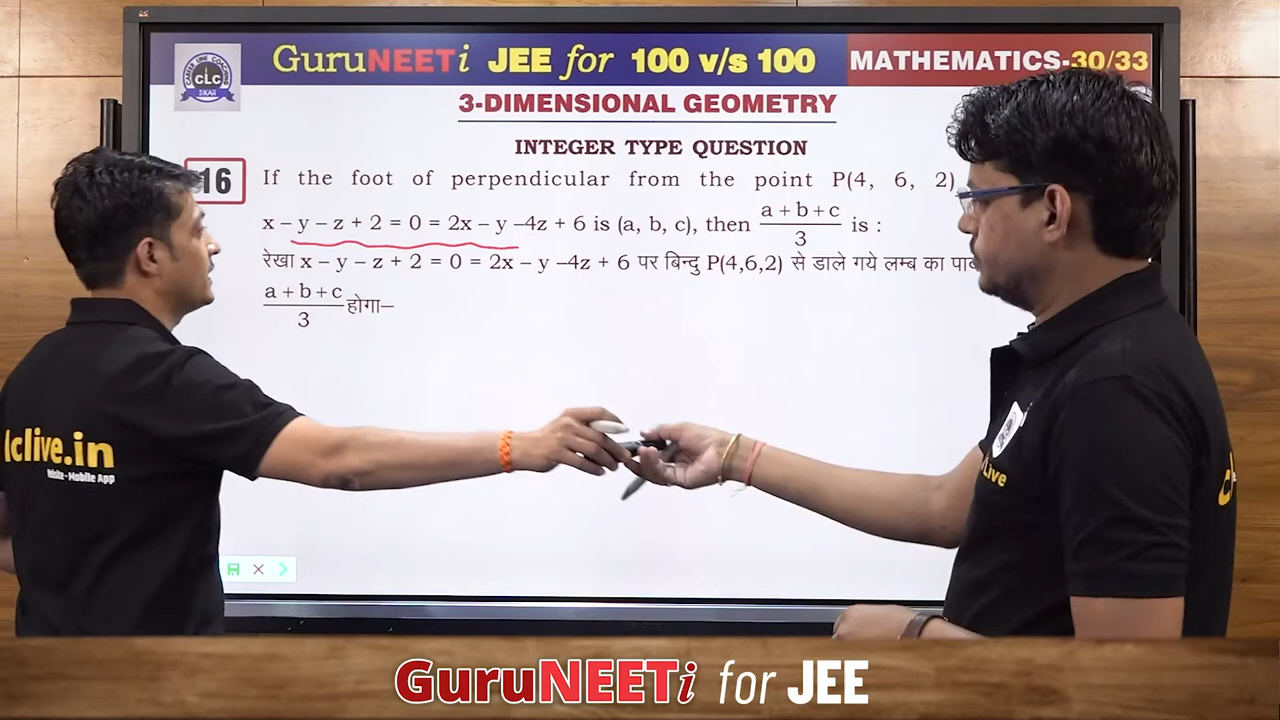 GuruNEETi JEE for 100 v/s 100
MATHEMATICS-30/33
CLC
SIKAR
3-DIMENSIONAL GEOMETRY
INTEGER TYPE QUESTION
16
If the foot of perpendicular from the point P(4, 6, 2)
x – y – z + 2 = 0 = 2x – y –4z + 6 is (a, b, c), then (a + b + c)/3 is :
रेखा x – y – z + 2 = 0 = 2x – y –4z + 6 पर बिन्दु P(4,6,2) से डाले गये लम्ब का
(a + b + c)/3 होगा–
lclive.in
Mobile App
Live
GuruNEETi for JEE